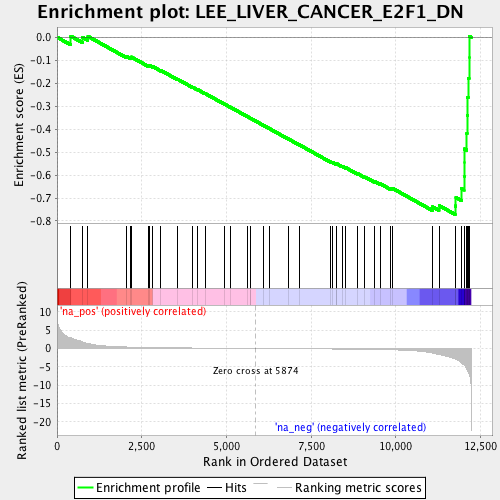 Enrichment plot: LEE_LIVER_CANCER_E2F1_DN
Enrichment score (ES)
0.0
-0.1
-0.2
-0.3
-0.4
-0.5
-0.6
-0.7
-0.8
'na_pos' (positively correlated)
Ranked list metric (PreRanked)
10
5
0
-5
-10
-15
-20
Zero cross at 5874
'na_neg' (negatively correlated)
0
2,500
5,000
7,500
10,000
12,500
Rank in Ordered Dataset
Enrichment profile
Hits
Ranking metric scores